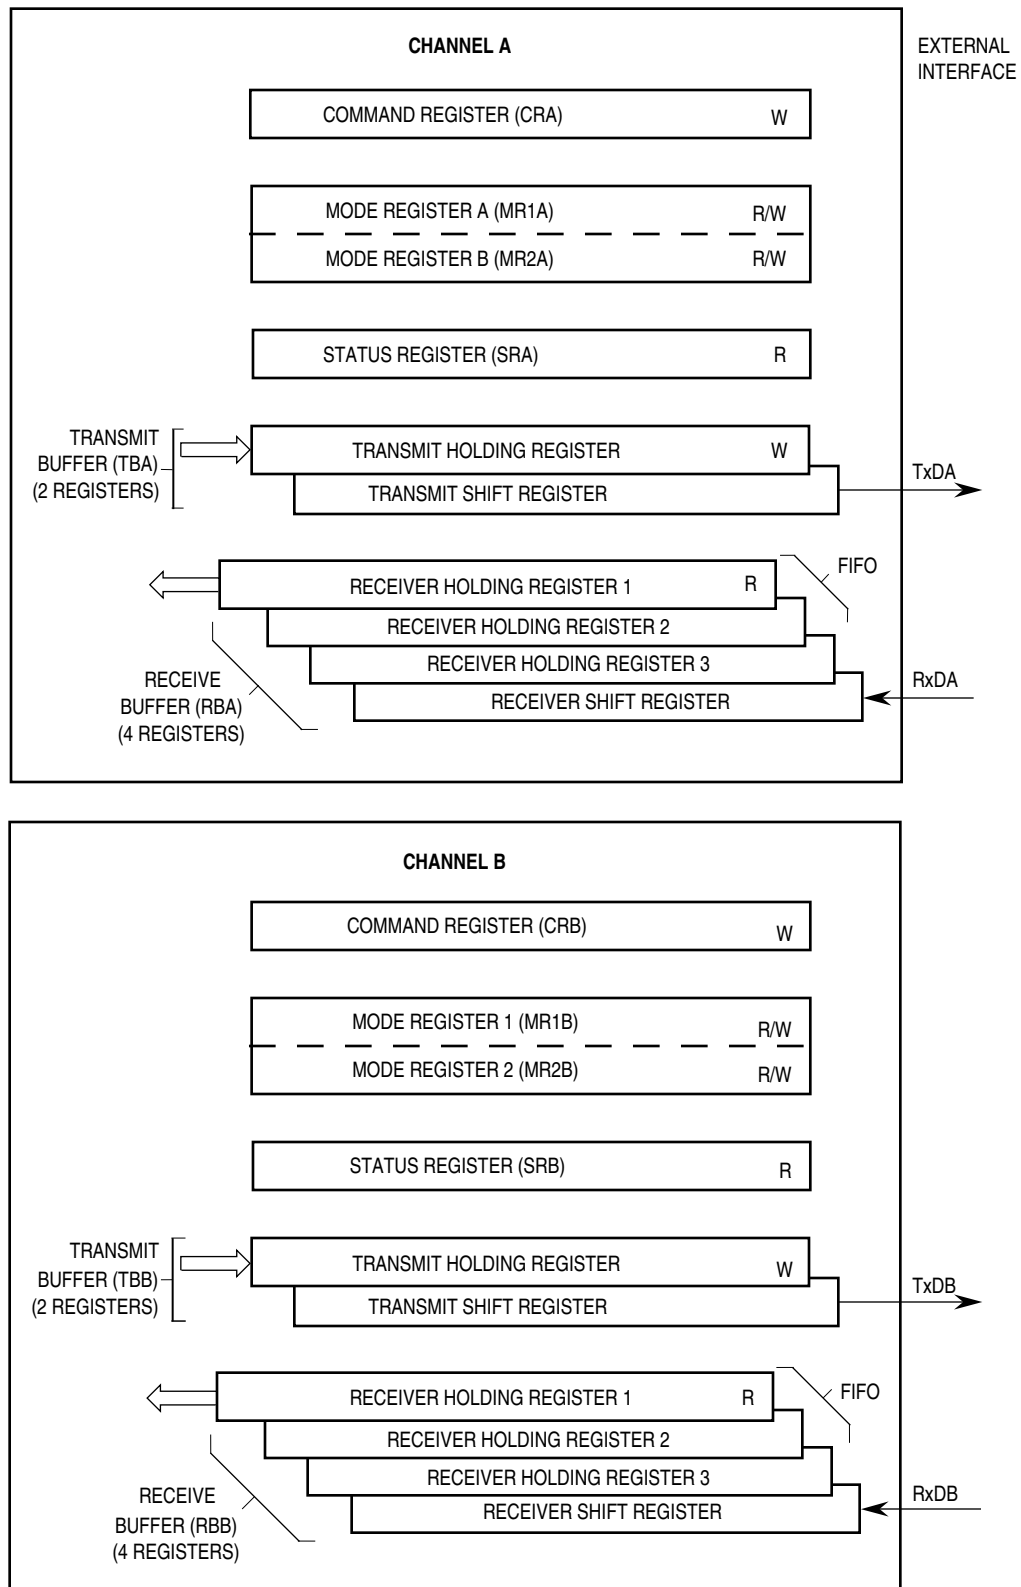 CHANNEL A
EXTERNAL
INTERFACE
COMMAND REGISTER (CRA) W
MODE REGISTER A (MR1A) R/W
MODE REGISTER B (MR2A) R/W
STATUS REGISTER (SRA) R
TRANSMIT
BUFFER (TBA)
(2 REGISTERS)
TRANSMIT HOLDING REGISTER W
TRANSMIT SHIFT REGISTER
TxDA
RECEIVER HOLDING REGISTER 1 R
FIFO
RECEIVER HOLDING REGISTER 2
RECEIVER HOLDING REGISTER 3
RECEIVER SHIFT REGISTER
RxDA
RECEIVE
BUFFER (RBA)
(4 REGISTERS)
CHANNEL B
COMMAND REGISTER (CRB) W
MODE REGISTER 1 (MR1B) R/W
MODE REGISTER 2 (MR2B) R/W
STATUS REGISTER (SRB) R
TRANSMIT
BUFFER (TBB)
(2 REGISTERS)
TRANSMIT HOLDING REGISTER W
TRANSMIT SHIFT REGISTER
TxDB
RECEIVER HOLDING REGISTER 1 R
FIFO
RECEIVER HOLDING REGISTER 2
RECEIVER HOLDING REGISTER 3
RECEIVER SHIFT REGISTER
RxDB
RECEIVE
BUFFER (RBB)
(4 REGISTERS)